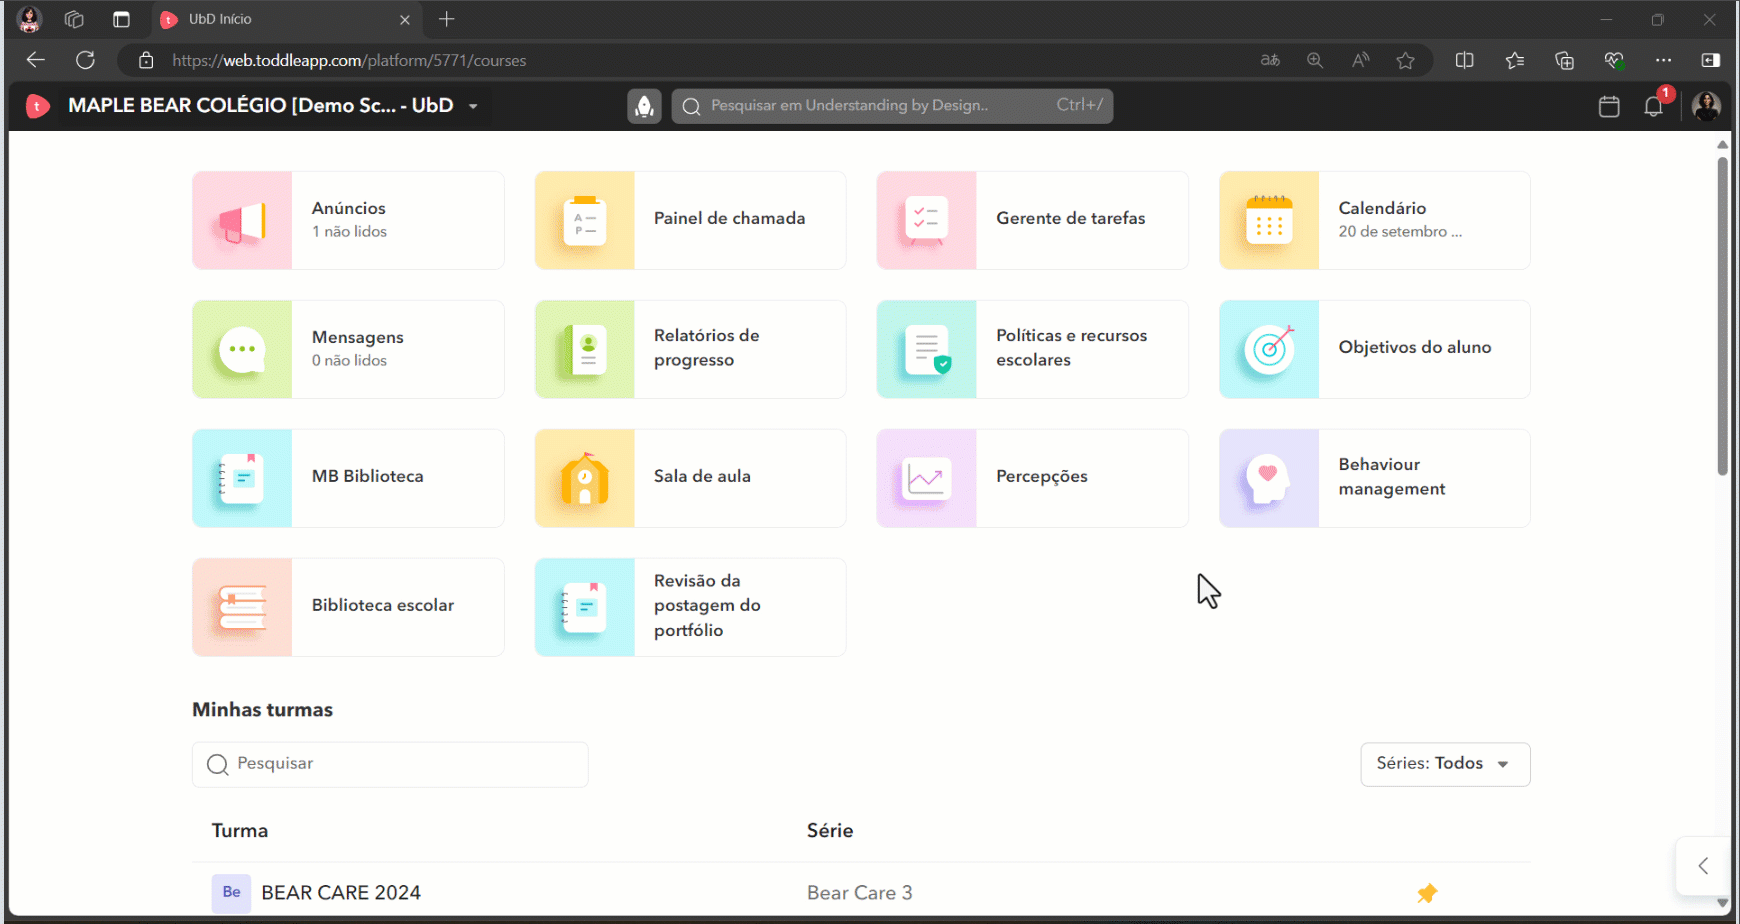 UbD Início
https://web.toddleapp.com/platform/5771/courses
MAPLE BEAR COLÉGIO [Demo Sc... - UbD
Pesquisar em Understanding by Design..
Ctrl+/
1
Anúncios
1 não lidos
Painel de chamada
Gerente de tarefas
Calendário
20 de setembro ...
Mensagens
0 não lidos
Relatórios de
progresso
Políticas e recursos
escolares
Objetivos do aluno
MB Biblioteca
Sala de aula
Percepções
Behaviour
management
Biblioteca escolar
Revisão da
postagem do
portfólio
Minhas turmas
Pesquisar
Séries: Todos
Turma
Série
Be
BEAR CARE 2024
Bear Care 3